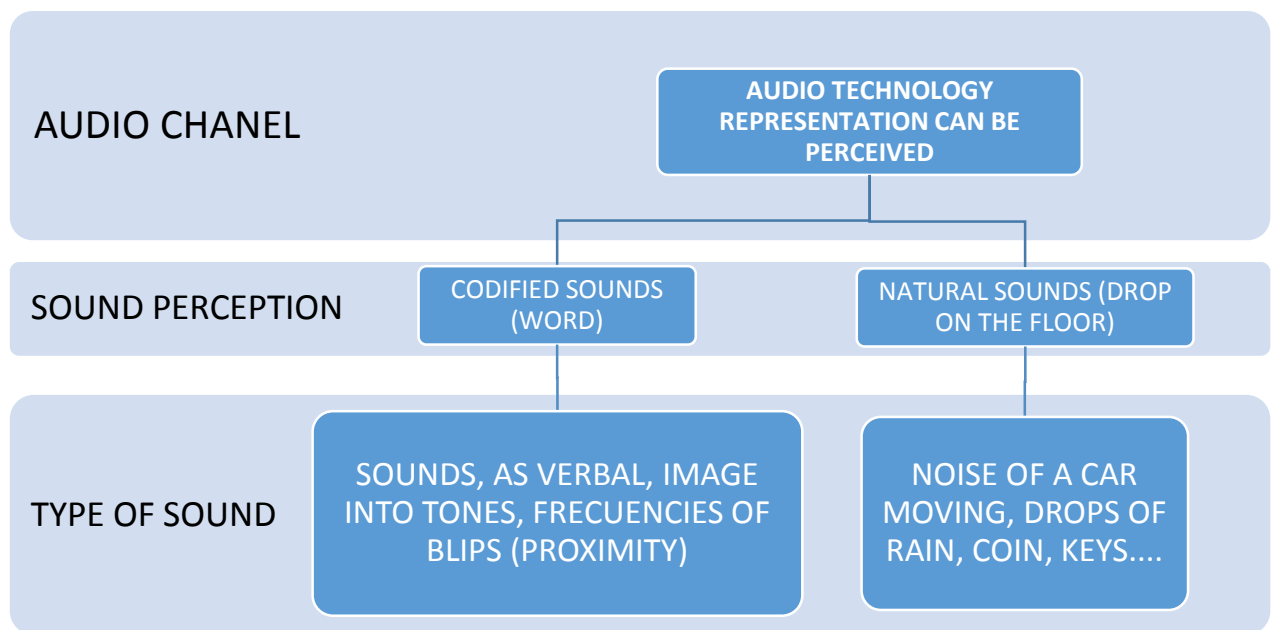 AUDIO CHANEL
AUDIO TECHNOLOGY
REPRESENTATION CAN BE
PERCEIVED
SOUND PERCEPTION
CODIFIED SOUNDS
(WORD)
NATURAL SOUNDS (DROP
ON THE FLOOR)
TYPE OF SOUND
SOUNDS, AS VERBAL, IMAGE
INTO TONES, FRECUENCIES OF
BLIPS (PROXIMITY)
NOISE OF A CAR
MOVING, DROPS OF
RAIN, COIN, KEYS....